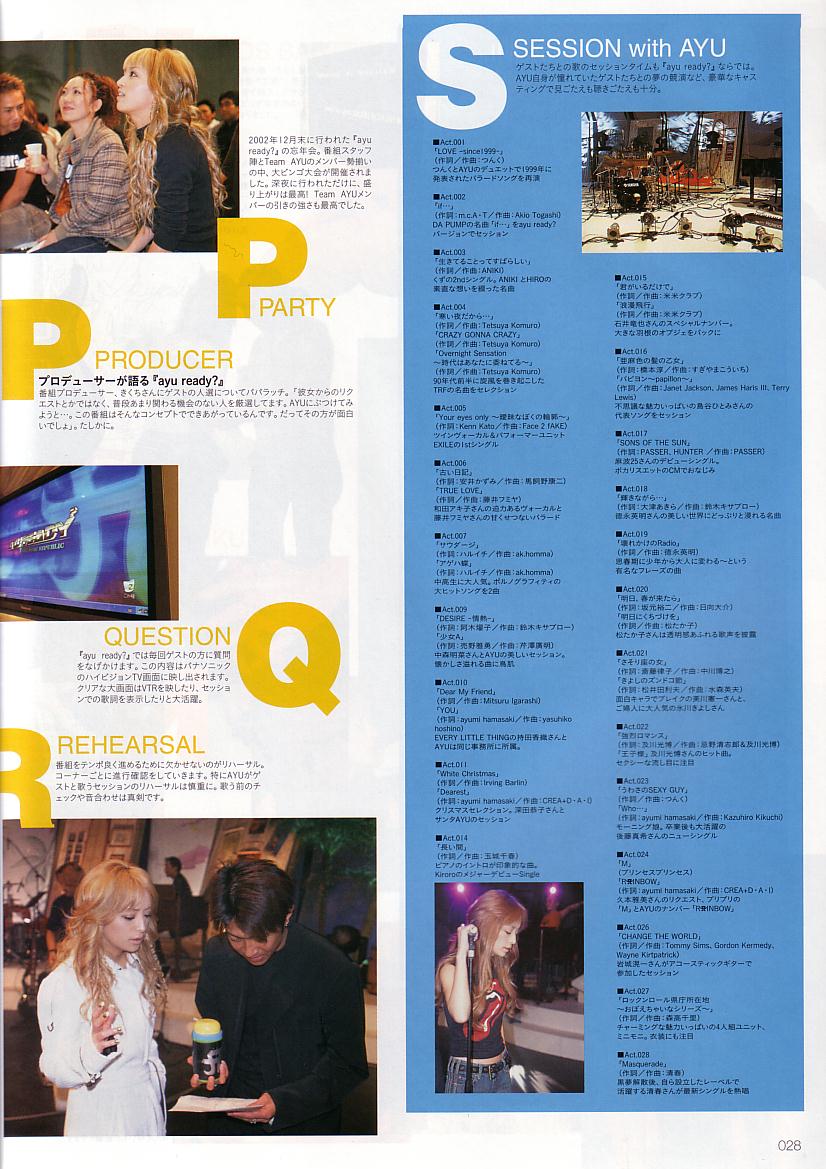 2002年12月末に行われた『ayu
ready?』の忘年会。番組スタッフ
陣とTeam AYUのメンバー勢揃い
の中、大ビンゴ大会が開催されま
した。深夜に行われただけに、盛
り上がりは最高! Team AYUメン
バーの引きの強さも最高でした。
P
PARTY
P
PRODUCER
プロデューサーが語る『ayu ready?』
番組プロデューサー、きくちさんにゲストの人選についてパパラッチ。「彼女からのリク
エストとかではなく、普段あまり関わる機会のない人を厳選してます。AYUにぶつけてみ
ようと…。この番組はそんなコンセプトでできあがっているんです。だってその方が面白
いでしょ」。たしかに。
QUESTION
Q
『ayu ready?』では毎回ゲストの方に質問
をなげかけます。この内容はパナソニック
のハイビジョンTV画面に映し出されます。
クリアな大画面はVTRを映したり、セッショ
ンでの歌詞を表示したりと大活躍。
R
REHEARSAL
番組をテンポ良く進めるために欠かせないのがリハーサル。
コーナーごとに進行確認をしていきます。特にAYUがゲ
ストと歌うセッションのリハーサルは慎重に。歌う前のチ
ェックや音合わせは真剣です。
S
SESSION with AYU
ゲストたちとの歌のセッションタイムも『ayu ready?』ならでは。
AYU自身が憧れていたゲストたちとの夢の競演など、豪華なキャス
ティングで見ごたえも聴きごたえも十分。
■Act.001
「LOVE ~since1999~」
(作詞/作曲:つんく)
つんくとAYUのデュエットで1999年に
発表されたバラードソングを再演
■Act.002
「if…」
(作詞:m.c.A・T/作曲:Akio Togashi)
DA PUMPの名曲「if…」をayu ready?
バージョンでセッション
■Act.003
「生きてることってすばらしい」
(作詞/作曲:ANIKI)
くずの2ndシングル。ANIKIとHIROの
素直な想いを綴った名曲
■Act.004
「寒い夜だから…」
(作詞/作曲:Tetsuya Komuro)
「CRAZY GONNA CRAZY」
(作詞/作曲:Tetsuya Komuro)
「Overnight Sensation
~時代はあなたに委ねてる~」
(作詞/作曲:Tetsuya Komuro)
90年代前半に旋風を巻き起こした
TRFの名曲をセレクション
■Act.005
「Your eyes only ~曖昧なぼくの輪郭~」
(作詞:Kenn Kato/作曲:Face 2 fAKE)
ツインヴォーカル&パフォーマーユニット
EXILEの1stシングル
■Act.006
「古い日記」
(作詞:安井かずみ/作曲:馬飼野康二)
「TRUE LOVE」
(作詞/作曲:藤井フミヤ)
和田アキ子さんの迫力あるヴォーカルと
藤井フミヤさんの甘くせつないバラード
■Act.007
「サウダージ」
(作詞:ハルイチ/作曲:ak.homma)
「アゲハ蝶」
(作詞:ハルイチ/作曲:ak.homma)
中高生に大人気。ポルノグラフィティの
大ヒットソングを2曲
■Act.009
「DESIRE -情熱-」
(作詞:阿木燿子/作曲:鈴木キサブロー)
「少女A」
(作詞:売野雅勇/作曲:芹澤廣明)
中森明菜さんとAYUの美しいセッション。
懐かしさ溢れる曲に鳥肌
■Act.010
「Dear My Friend」
(作詞/作曲:Mitsuru Igarashi)
「YOU」
(作詞:ayumi hamasaki/作曲:yasuhiko
hoshino)
EVERY LITTLE THINGの持田香織さんと
AYUは同じ事務所に所属。
■Act.011
「White Christmas」
(作詞/作曲:Irving Barlin)
「Dearest」
(作詞:ayumi hamasaki/作曲:CREA+D・A・I)
クリスマスセレクション。深田恭子さんと
サンタAYUのセッション
■Act.014
「長い間」
(作詞/作曲:玉城千春)
ピアノのイントロが印象的な曲。
KiroroのメジャーデビューSingle
■Act.015
「君がいるだけで」
(作詞/作曲:米米クラブ)
「浪漫飛行」
(作詞/作曲:米米クラブ)
石井竜也さんのスペシャルナンバー。
大きな羽根のオブジェをバックに
■Act.016
「亜麻色の髪の乙女」
(作詞:橋本淳/作曲:すぎやまこういち)
「パピヨン~papillon~」
(作詞/作曲:Janet Jackson, James Haris III, Terry
Lewis)
不思議な魅力いっぱいの島谷ひとみさんの
代表ソングをセッション
■Act.017
「SONS OF THE SUN」
(作詞:PASSER, HUNTER /作曲:PASSER)
麻波25さんのデビューシングル。
ポカリスエットのCMでおなじみ
■Act.018
「輝きながら…」
(作詞:大津あきら/作曲:鈴木キサブロー)
徳永英明さんの美しい世界にどっぷりと浸れる名曲
■Act.019
「壊れかけのRadio」
(作詞/作曲:徳永英明)
思春期に少年から大人に変わる~という
有名なフレーズの曲
■Act.020
「明日、春が来たら」
(作詞:坂元裕二/作曲:日向大介)
「明日にくちづけを」
(作詞/作曲:松たか子)
松たか子さんは透明感あふれる歌声を披露
■Act.021
「さそり座の女」
(作詞:斎藤律子/作曲:中川博之)
「きよしのズンドコ節」
(作詞:松井田利夫/作曲:水森英夫)
面白キャラでブレイクの美川憲一さんと、
ご婦人に大人気の氷川きよしさん
■Act.022
「強烈ロマンス」
(作詞:及川光博/作曲:忌野清志郎&及川光博)
「王子様」及川光博さんのヒット曲。
セクシーな流し目に注目
■Act.023
「うわさのSEXY GUY」
(作詞/作曲:つんく)
「Who…」
(作詞:ayumi hamasaki/作曲:Kazuhiro Kikuchi)
モーニング娘。卒業後も大活躍の
後藤真希さんのニューシングル
■Act.024
「M」
(プリンセスプリンセス)
「RAINBOW」
(作詞:ayumi hamasaki/作曲:CREA+D・A・I)
久本雅美さんのリクエスト、プリプリの
「M」とAYUのナンバー「RAINBOW」
■Act.026
「CHANGE THE WORLD」
(作詞/作曲:Tommy Sims, Gordon Kermedy,
Wayne Kirtpatrick)
岩城滉一さんがアコースティックギターで
参加したセッション
■Act.027
「ロックンロール県庁所在地
~おぼえちゃいなシリーズ~」
(作詞/作曲:森高千里)
チャーミングな魅力いっぱいの4人組ユニット、
ミニモニ。衣装にも注目
■Act.028
「Masquerade」
(作詞/作曲:清春)
黒夢解散後、自ら設立したレーベルで
活躍する清春さんが最新シングルを熱唱
028